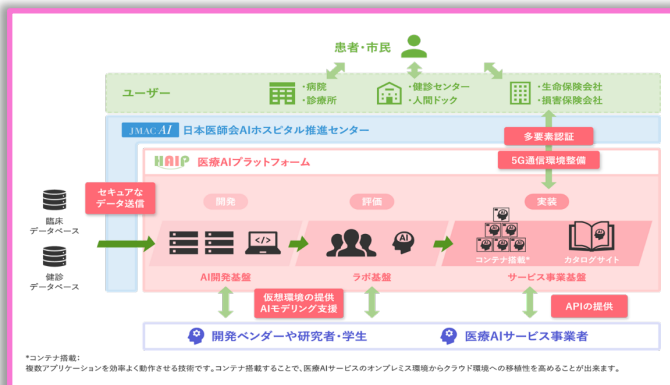 患者・市民
ユーザー
・病院
・診療所
・健診センター
・人間ドック
・生命保険会社
・損害保険会社
JMAC AI 日本医師会AIホスピタル推進センター
多要素認証
HAIP 医療AIプラットフォーム
5G通信環境整備
セキュアな
データ送信
開発
評価
実装
臨床
データベース
健診
データベース
</>
AI
コンテナ搭載*
カタログサイト
AI開発基盤
ラボ基盤
サービス事業基盤
仮想環境の提供
AIモデリング支援
APIの提供
開発ベンダーや研究者・学生
医療AIサービス事業者
*コンテナ搭載;
複数アプリケーションを効率よく動作させる技術です。コンテナ搭載することで、医療AIサービスのオンプレミス環境からクラウド環境への移植性を高めることが出来ます。